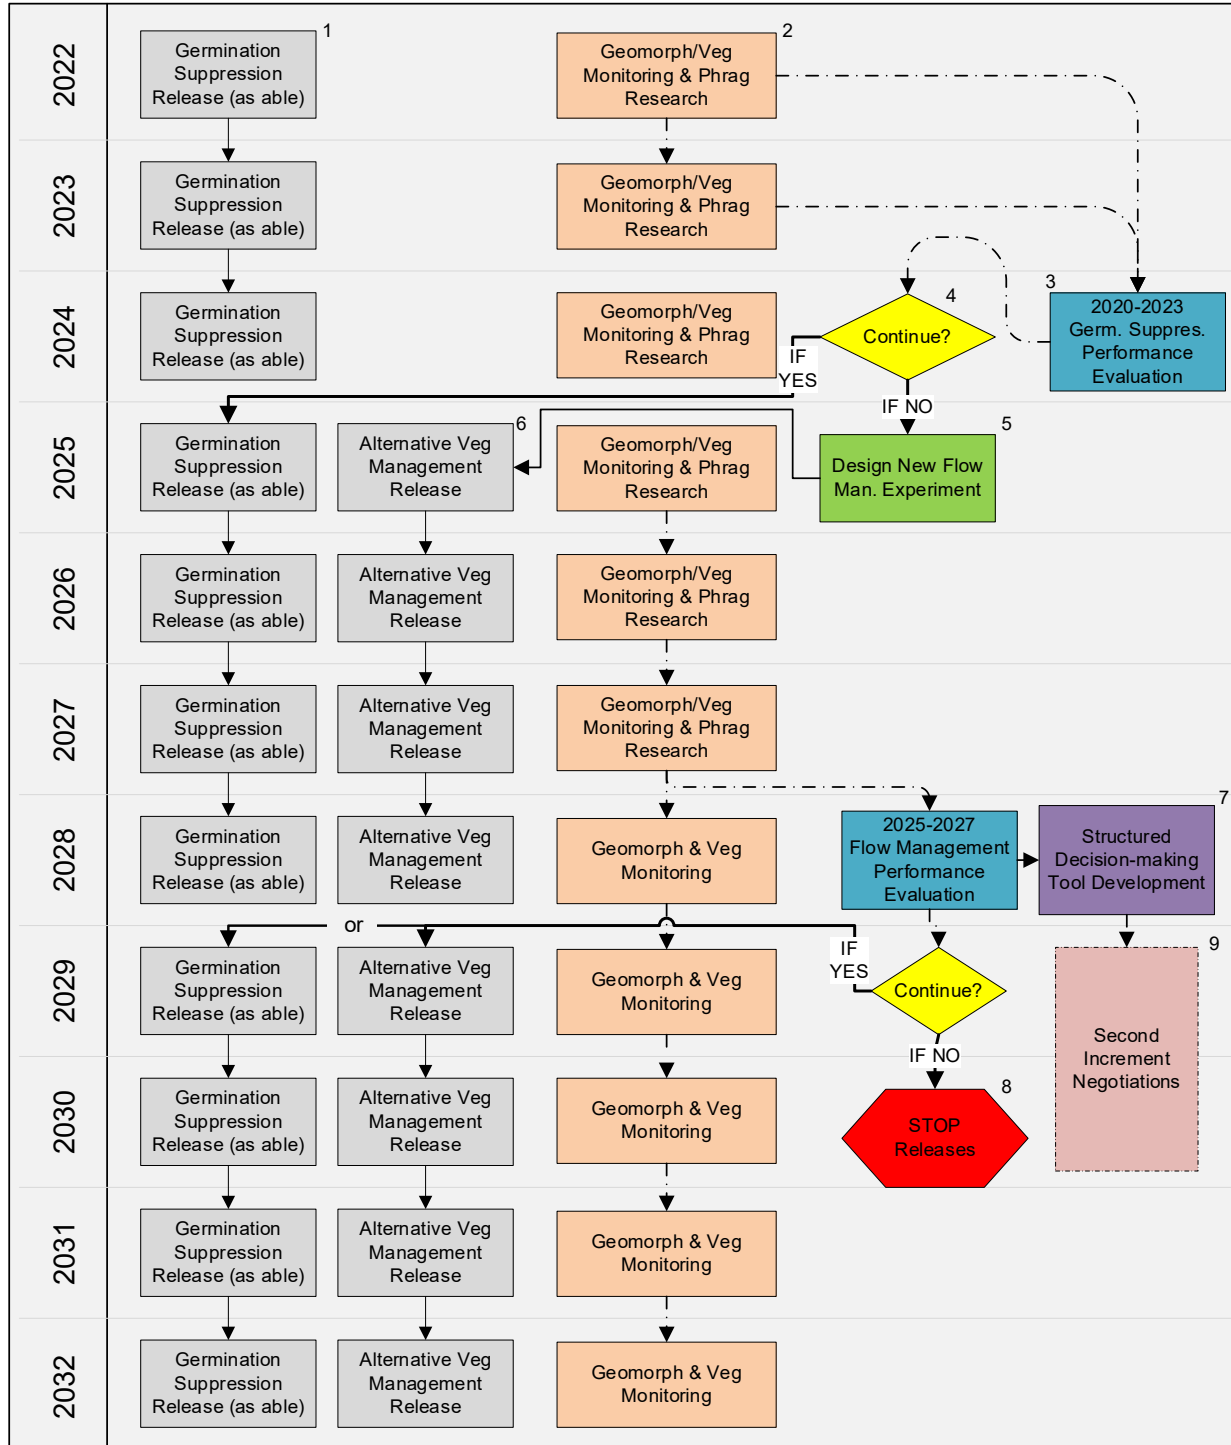 2022
Germination
Suppression
Release (as able)
1
Geomorph/Veg
Monitoring & Phrag
Research
2
2023
Germination
Suppression
Release (as able)
Geomorph/Veg
Monitoring & Phrag
Research
2024
Germination
Suppression
Release (as able)
Geomorph/Veg
Monitoring & Phrag
Research
4
Continue?
IF
YES
IF NO
3
2020-2023
Germ. Suppres.
Performance
Evaluation
2025
Germination
Suppression
Release (as able)
6
Alternative Veg
Management
Release
Geomorph/Veg
Monitoring & Phrag
Research
5
Design New Flow
Man. Experiment
2026
Germination
Suppression
Release (as able)
Alternative Veg
Management
Release
Geomorph/Veg
Monitoring & Phrag
Research
2027
Germination
Suppression
Release (as able)
Alternative Veg
Management
Release
Geomorph/Veg
Monitoring & Phrag
Research
2028
Germination
Suppression
Release (as able)
Alternative Veg
Management
Release
Geomorph & Veg
Monitoring
2025-2027
Flow Management
Performance
Evaluation
7
Structured
Decision-making
Tool Development
or
2029
Germination
Suppression
Release (as able)
Alternative Veg
Management
Release
Geomorph & Veg
Monitoring
IF
YES
Continue?
IF NO
9
Second
Increment
Negotiations
2030
Germination
Suppression
Release (as able)
Alternative Veg
Management
Release
Geomorph & Veg
Monitoring
8
STOP
Releases
2031
Germination
Suppression
Release (as able)
Alternative Veg
Management
Release
Geomorph & Veg
Monitoring
2032
Germination
Suppression
Release (as able)
Alternative Veg
Management
Release
Geomorph & Veg
Monitoring